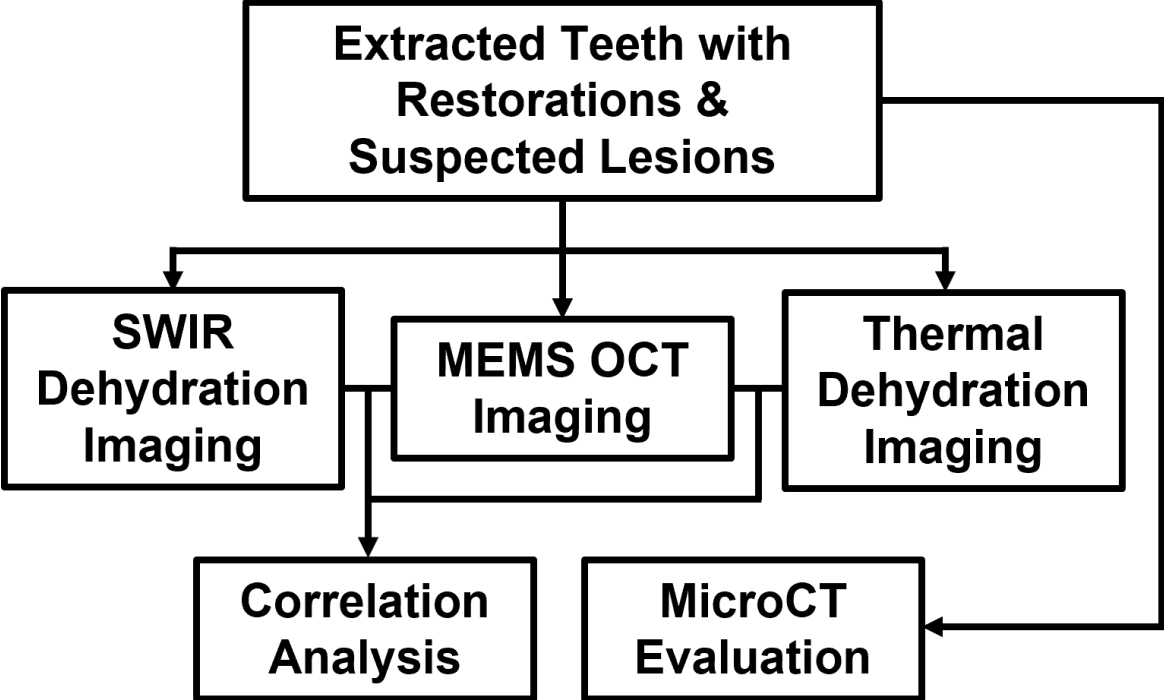 Extracted Teeth with
Restorations &
Suspected Lesions
SWIR
Dehydration
Imaging
MEMS OCT
Imaging
Thermal
Dehydration
Imaging
Correlation
Analysis
MicroCT
Evaluation